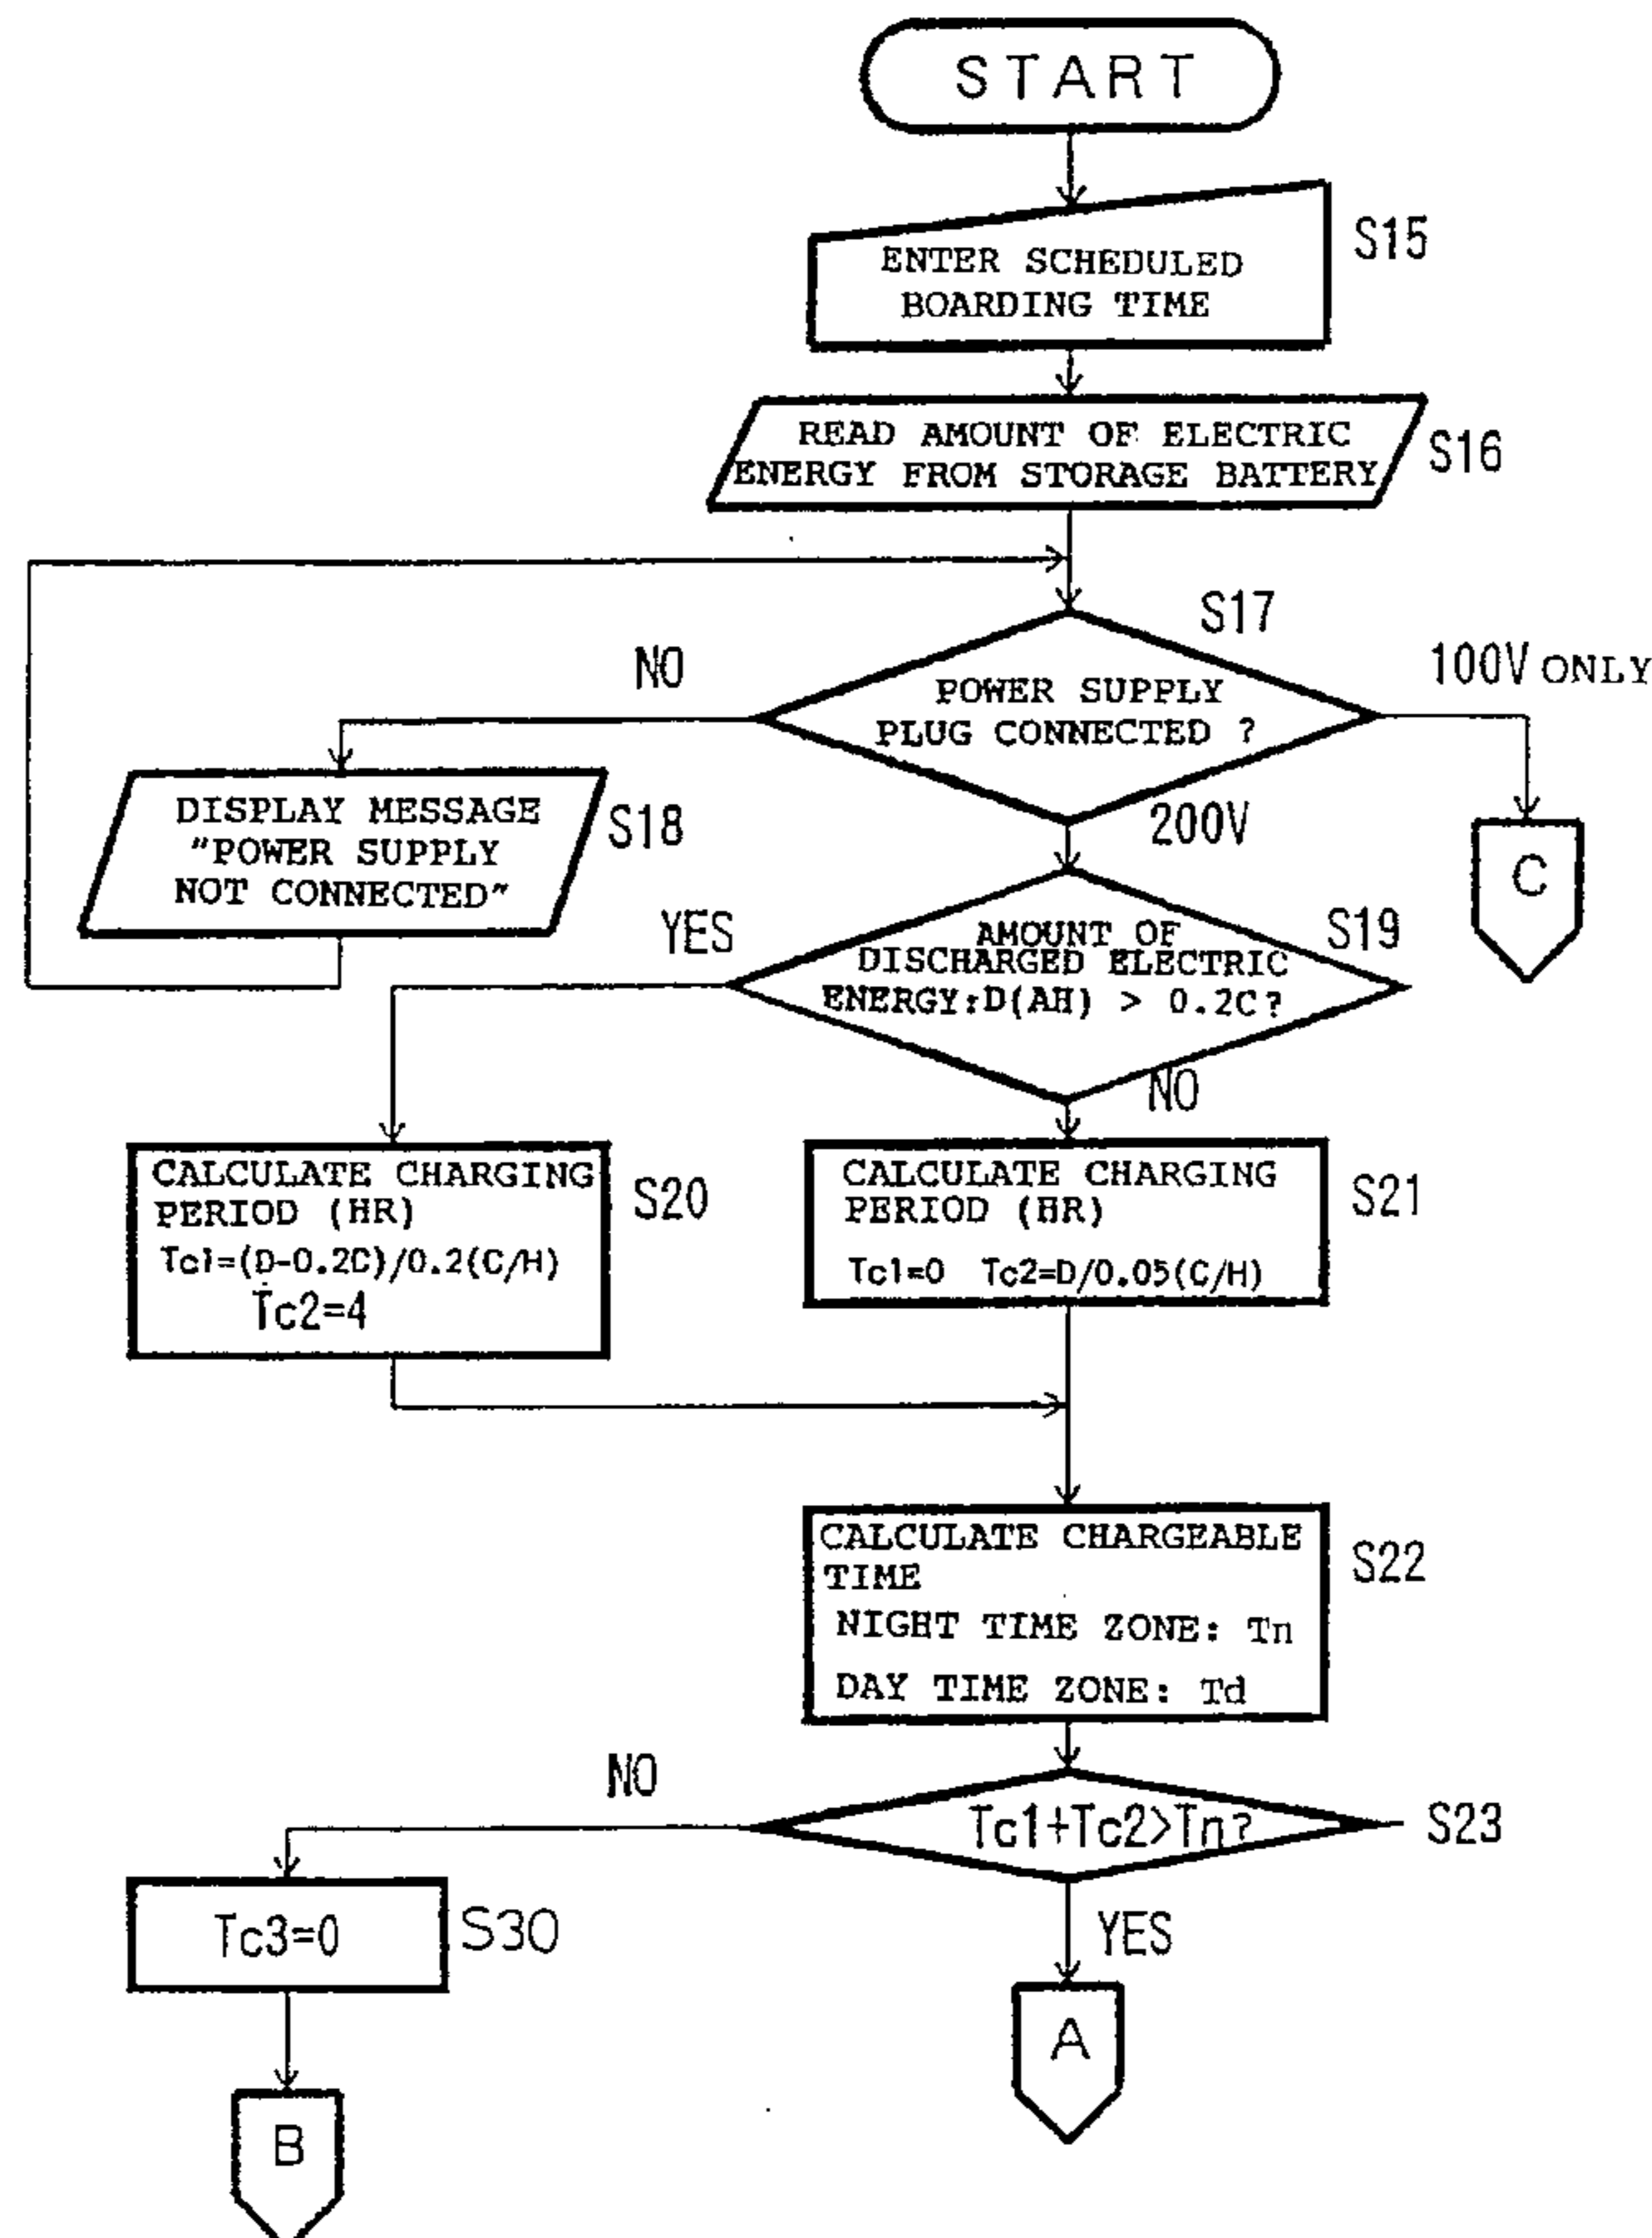 START
S15
ENTER SCHEDULED
BOARDING TIME
READ AMOUNT OF ELECTRIC
ENERGY FROM STORAGE BATTERY
S16
S17
NO
100V ONLY
POWER SUPPLY
PLUG CONNECTED ?
DISPLAY MESSAGE
"POWER SUPPLY
NOT CONNECTED"
S18
200V
C
YES
S19
AMOUNT OF
DISCHARGED ELECTRIC
ENERGY:D(AH) > 0.2C?
NO
CALCULATE CHARGING
PERIOD (HR)
Tc1=(D-0.2C)/0.2(C/H)
Tc2=4
S20
CALCULATE CHARGING
PERIOD (HR)
Tc1=0 Tc2=D/0.05(C/H)
S21
CALCULATE CHARGEABLE
TIME
NIGHT TIME ZONE: Tn
DAY TIME ZONE: Td
S22
NO
Tc1+Tc2>Tn?
S23
Tc3=0
S30
YES
A
B